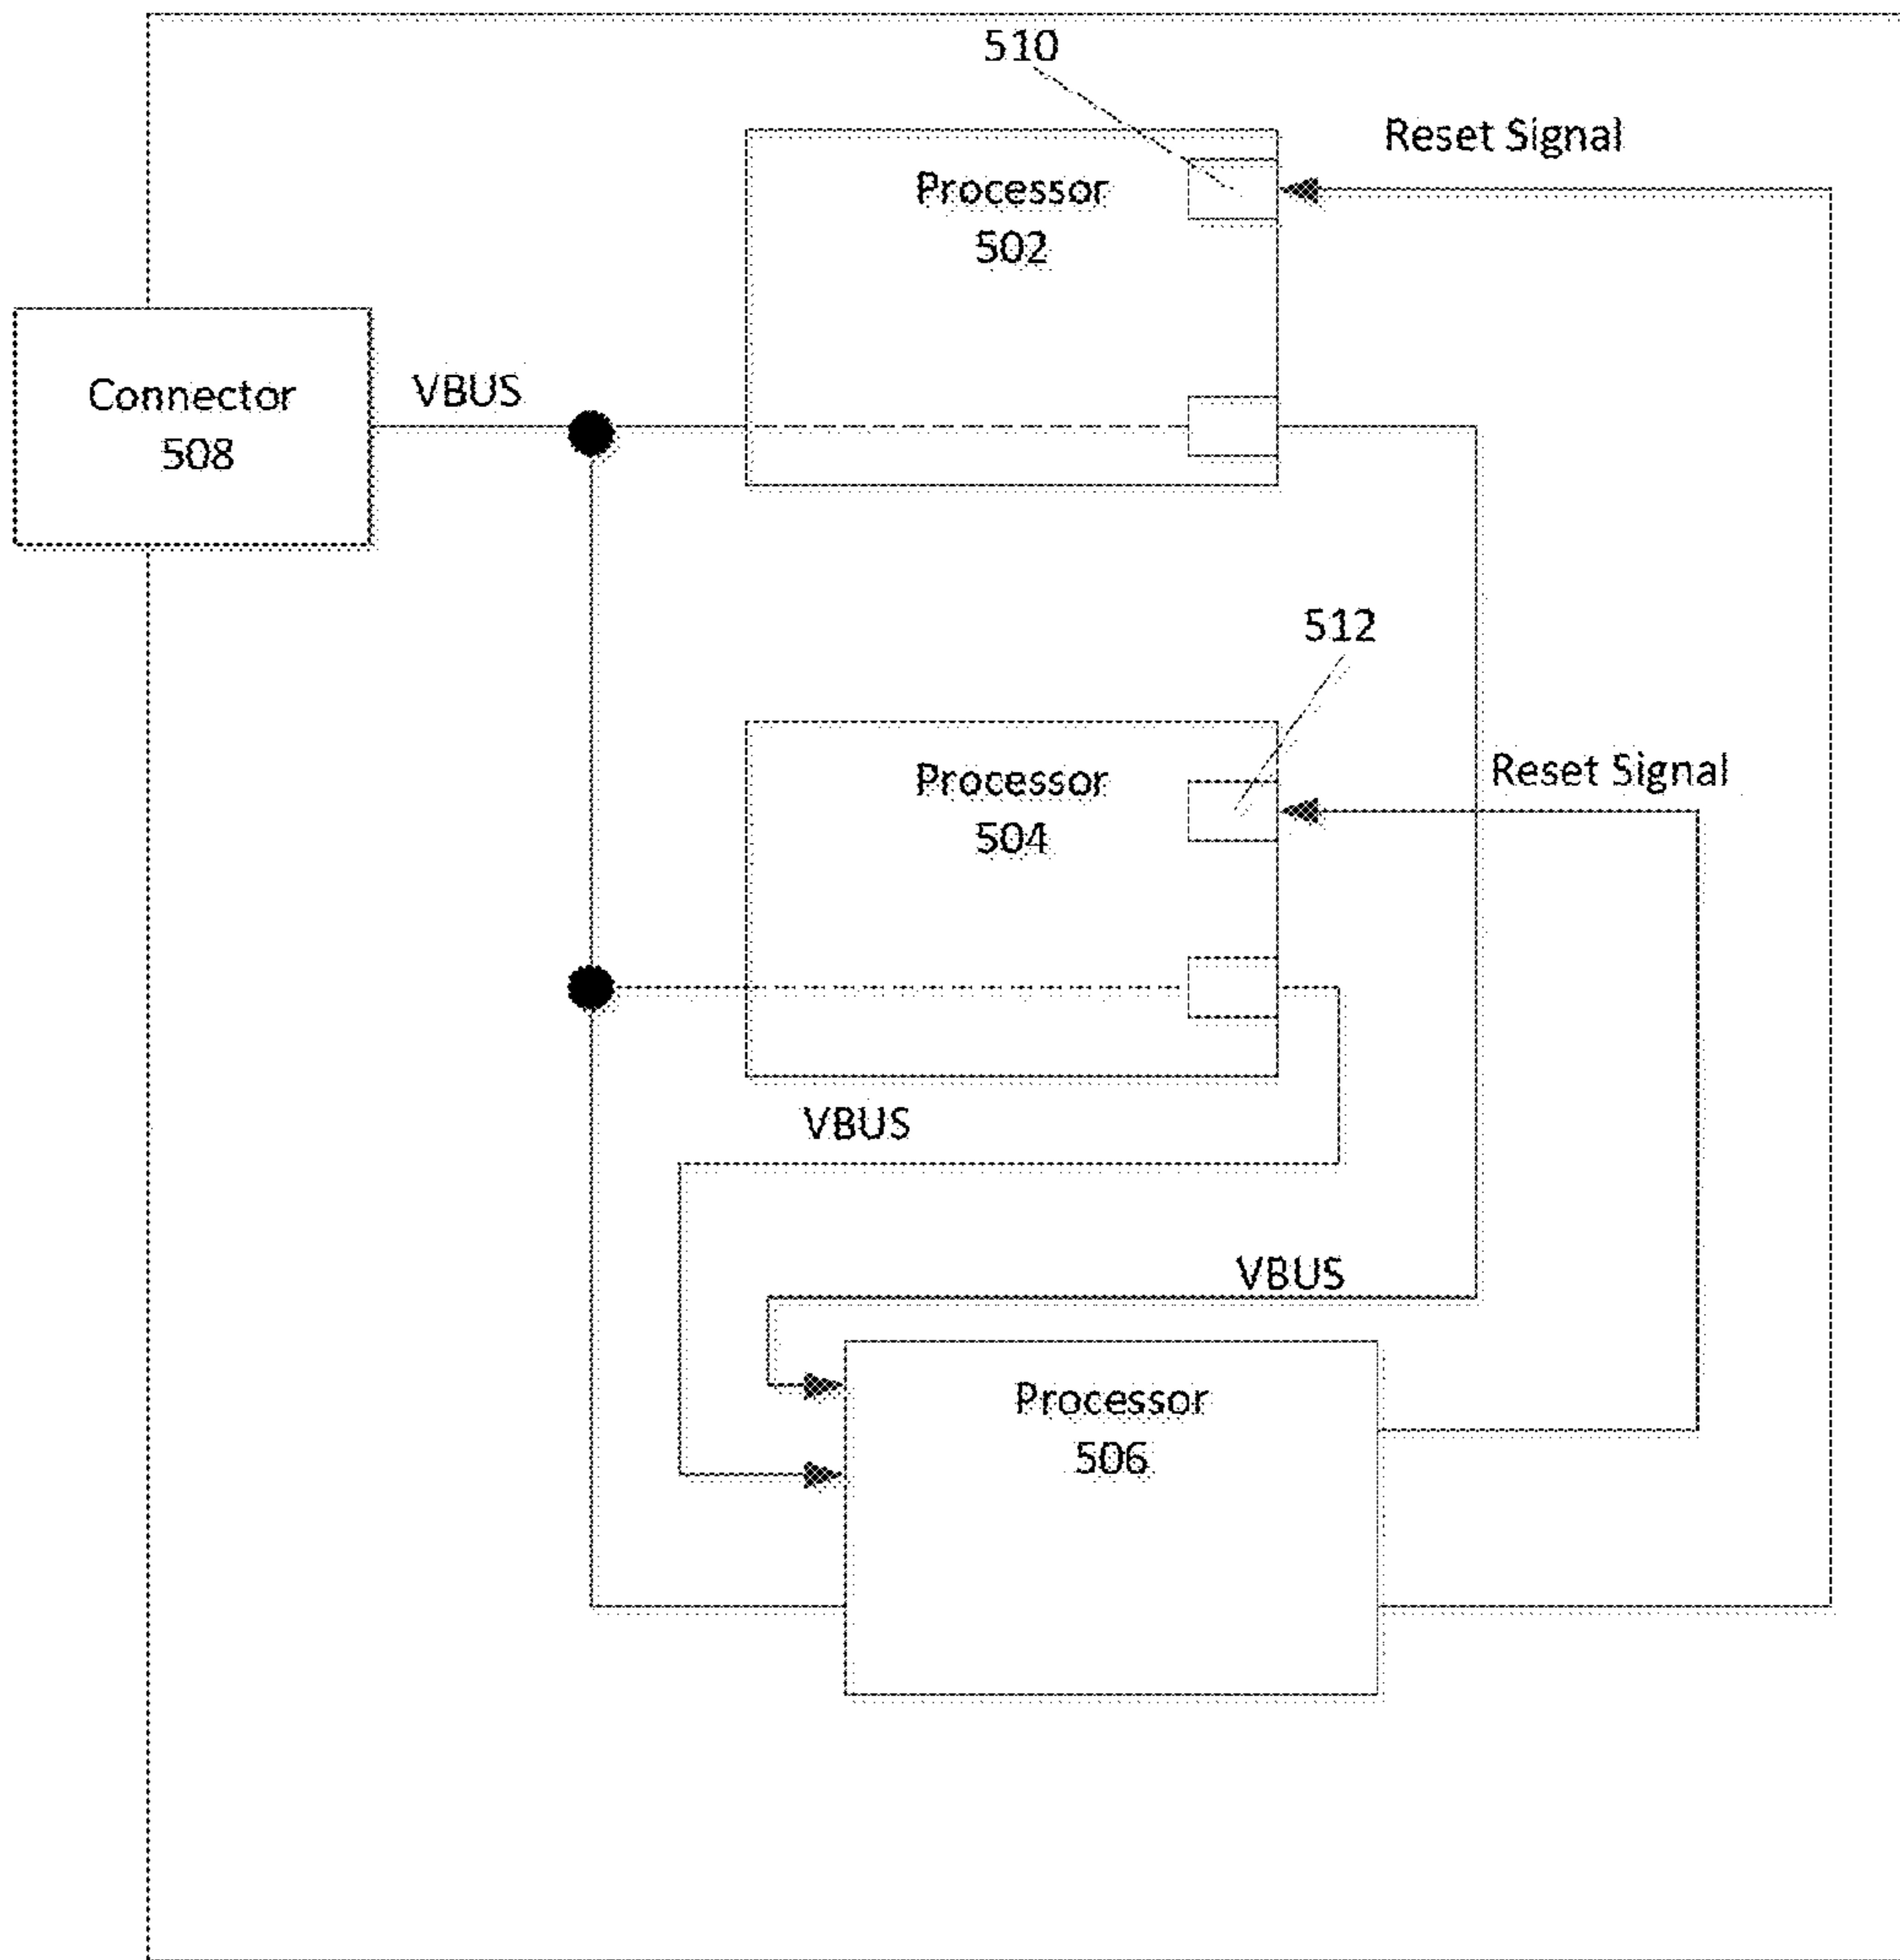 510
Reset Signal
Processor
502
Connector
508
VBUS
512
Processor
504
Reset Signal
VBUS
VBUS
Processor
506